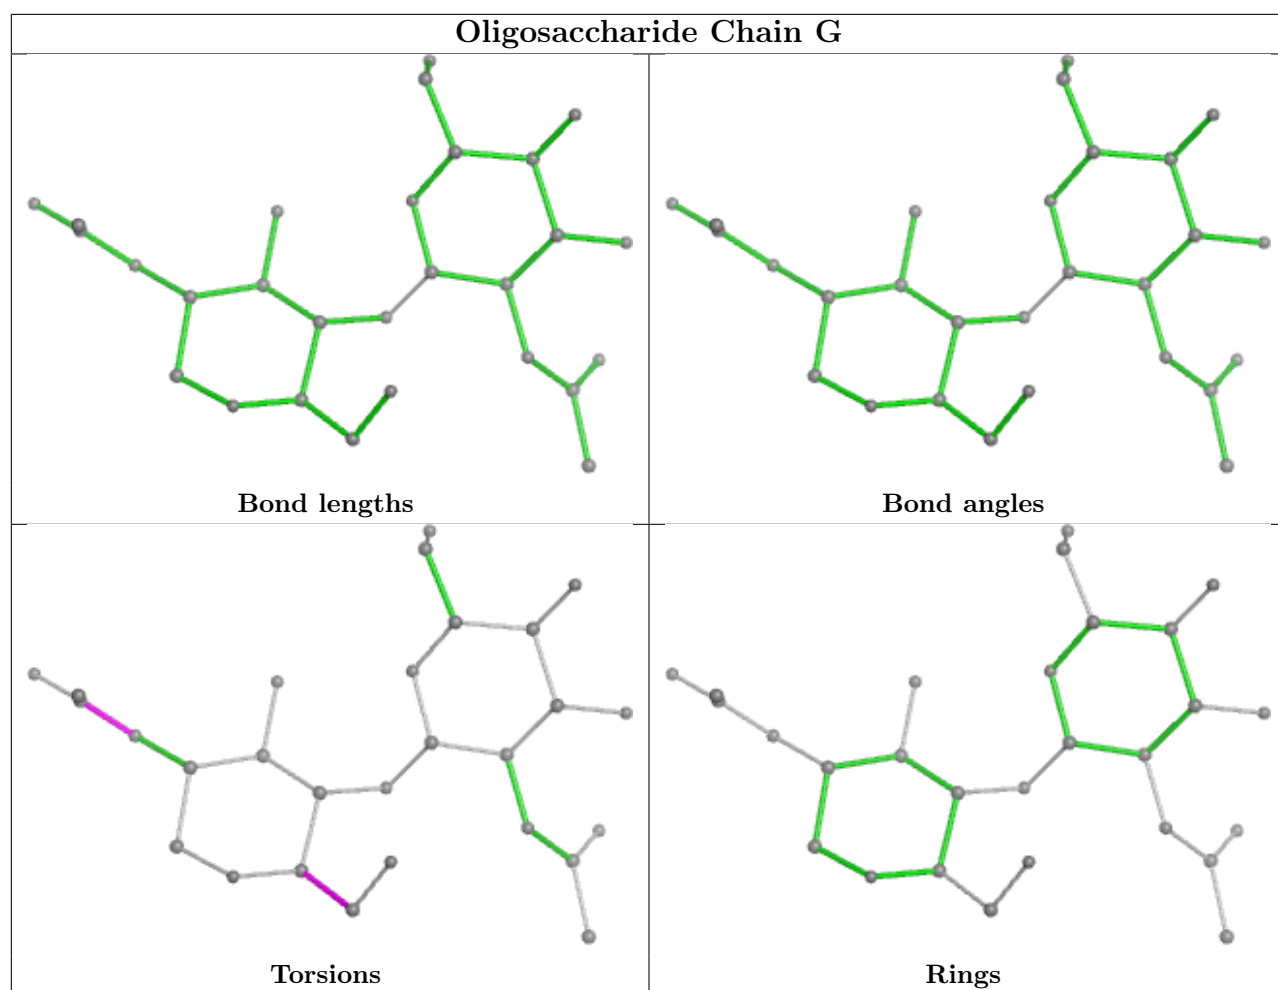 Oligosaccharide Chain G
Bond lengths
Bond angles
Torsions
Rings